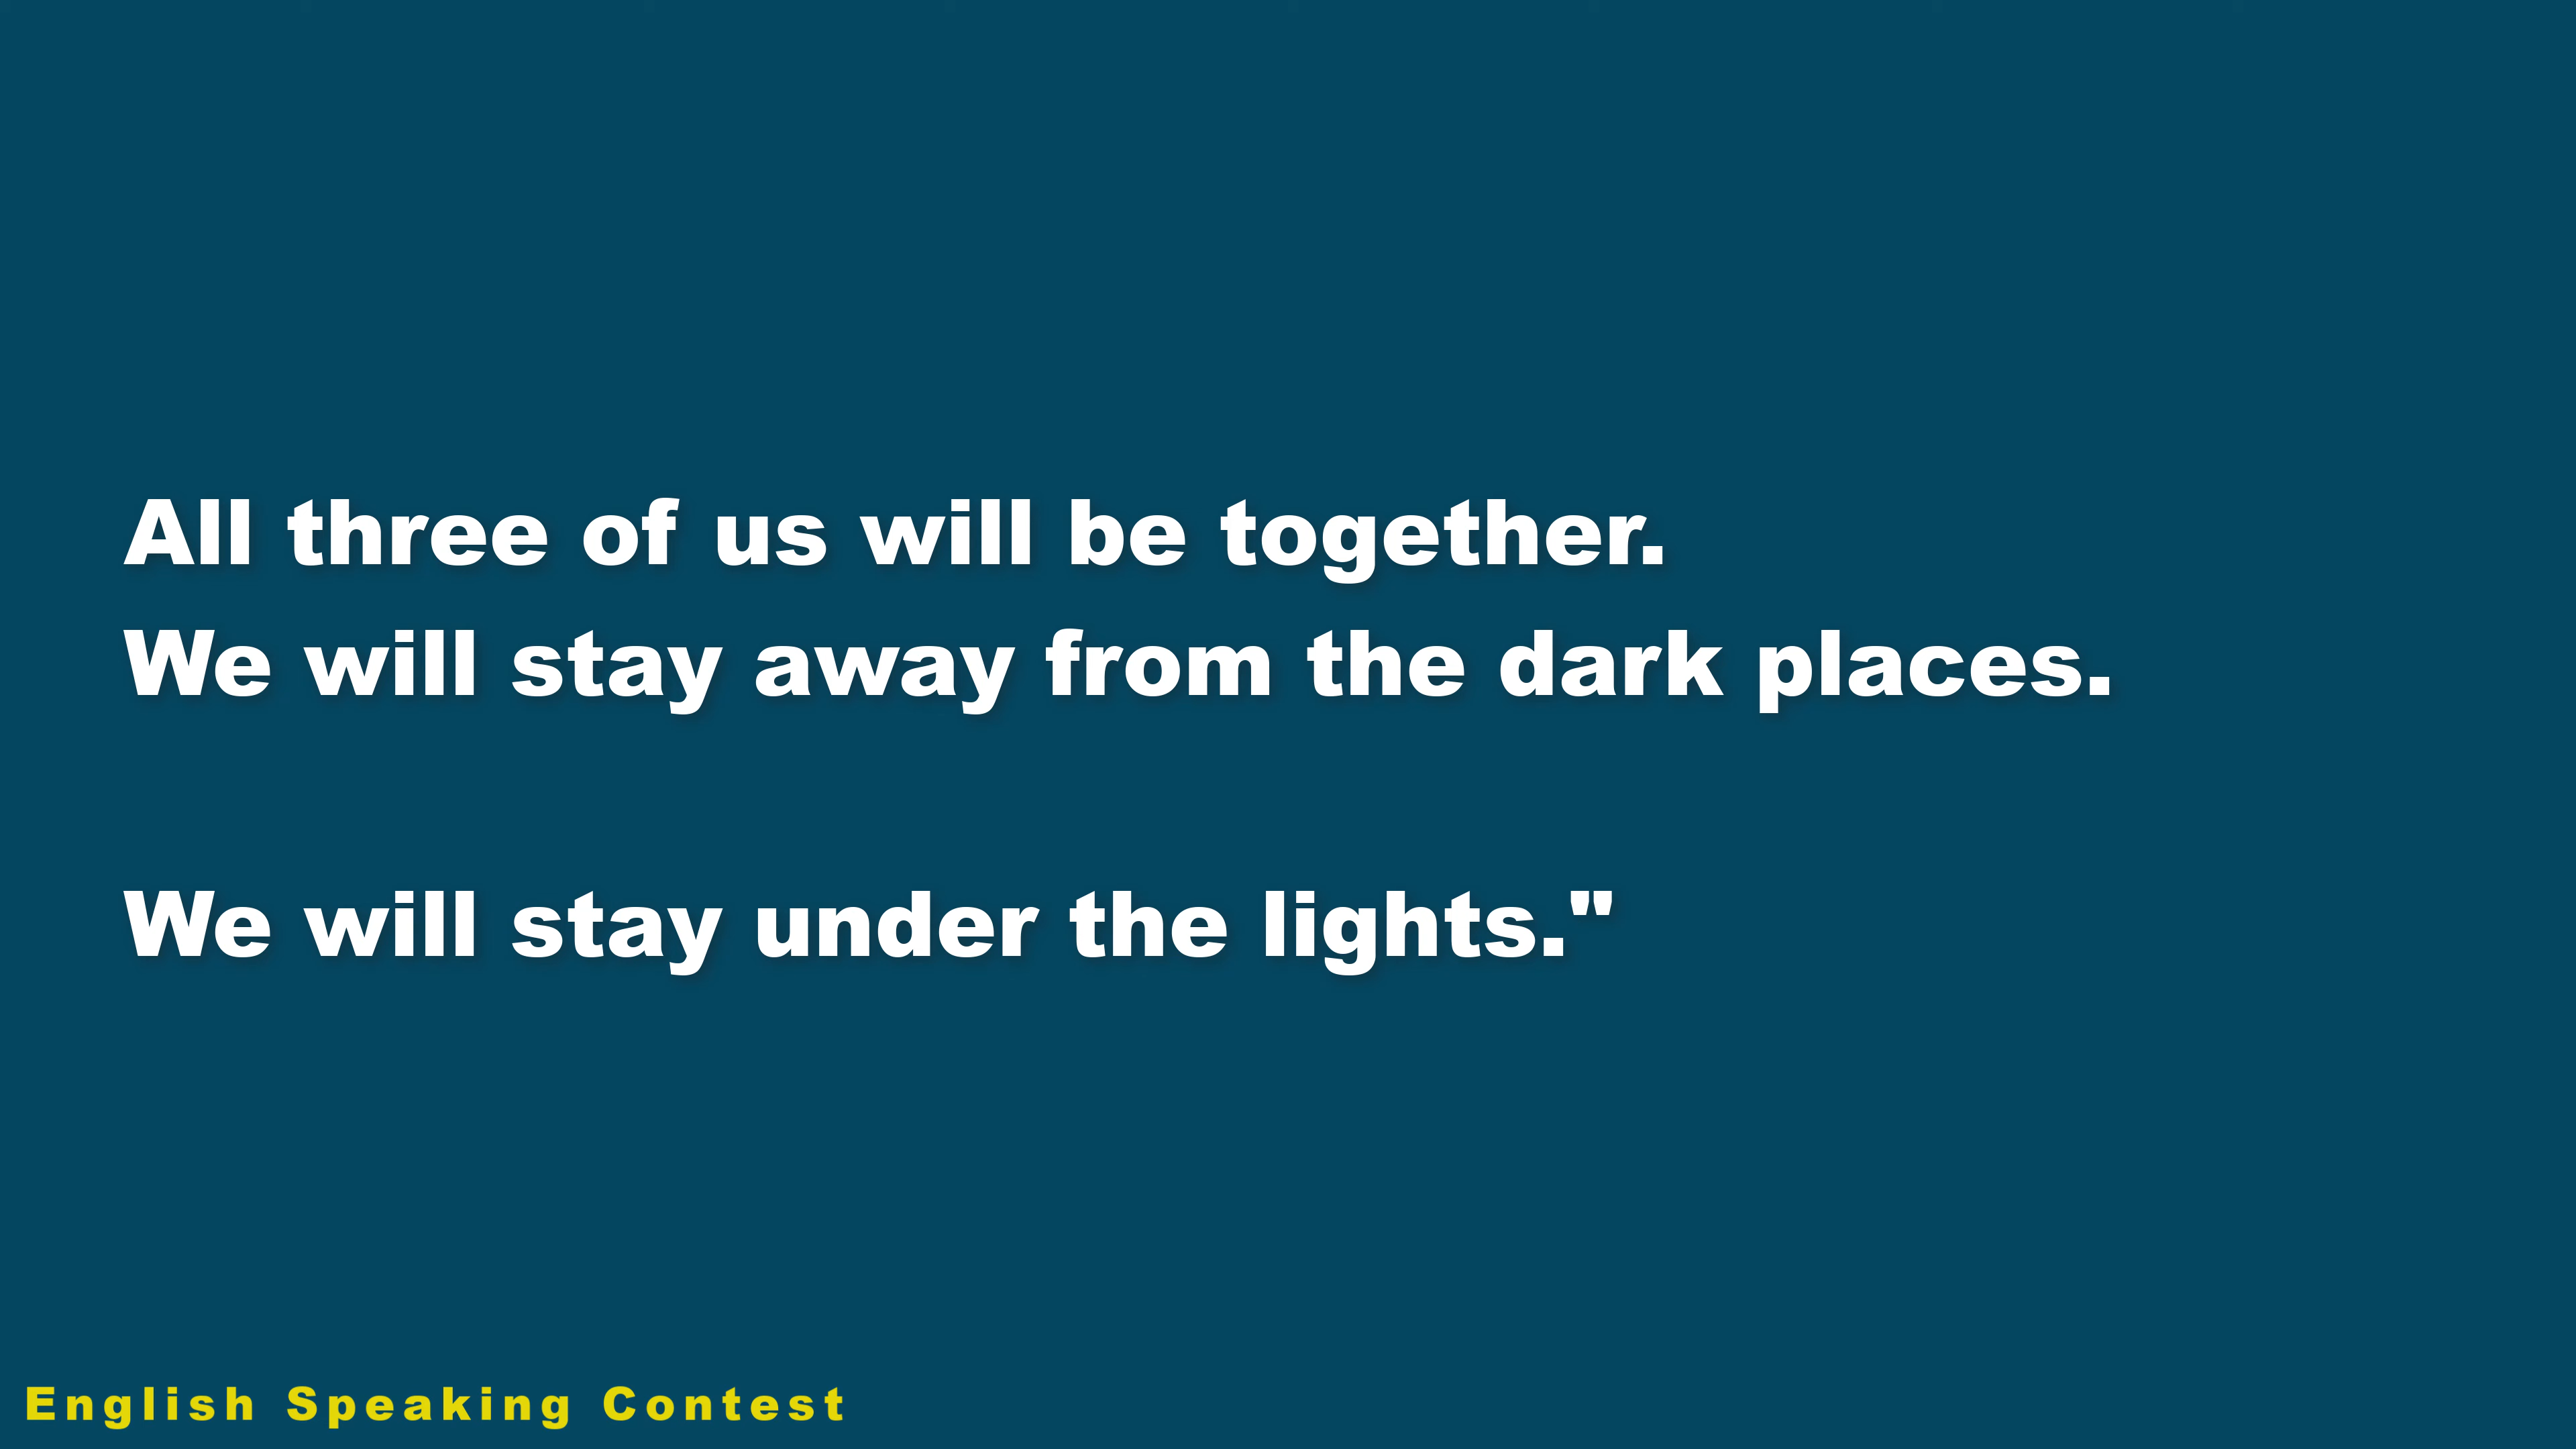 All three of us will be together.
We will stay away from the dark places.
We will stay under the lights."
English Speaking Contest